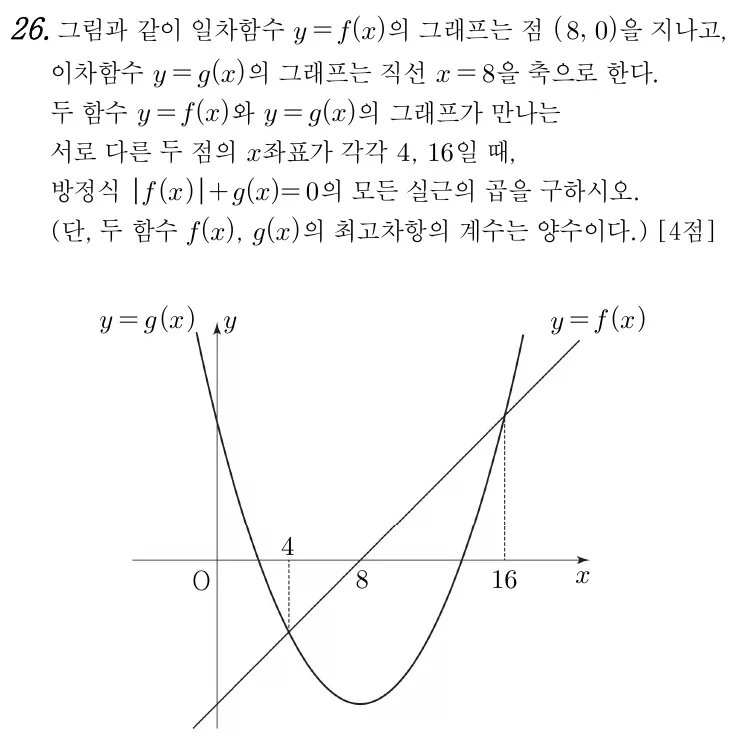 26. 그림과 같이 일차함수 y=f(x)의 그래프는 점 (8, 0)을 지나고,
이차함수 y=g(x)의 그래프는 직선 x=8을 축으로 한다.
두 함수 y=f(x)와 y=g(x)의 그래프가 만나는
서로 다른 두 점의 x좌표가 각각 4, 16일 때,
방정식 |f(x)|+g(x)=0의 모든 실근의 곱을 구하시오.
(단, 두 함수 f(x), g(x)의 최고차항의 계수는 양수이다.) [4점]
y=g(x) y y=f(x)
4
O 8 16 x